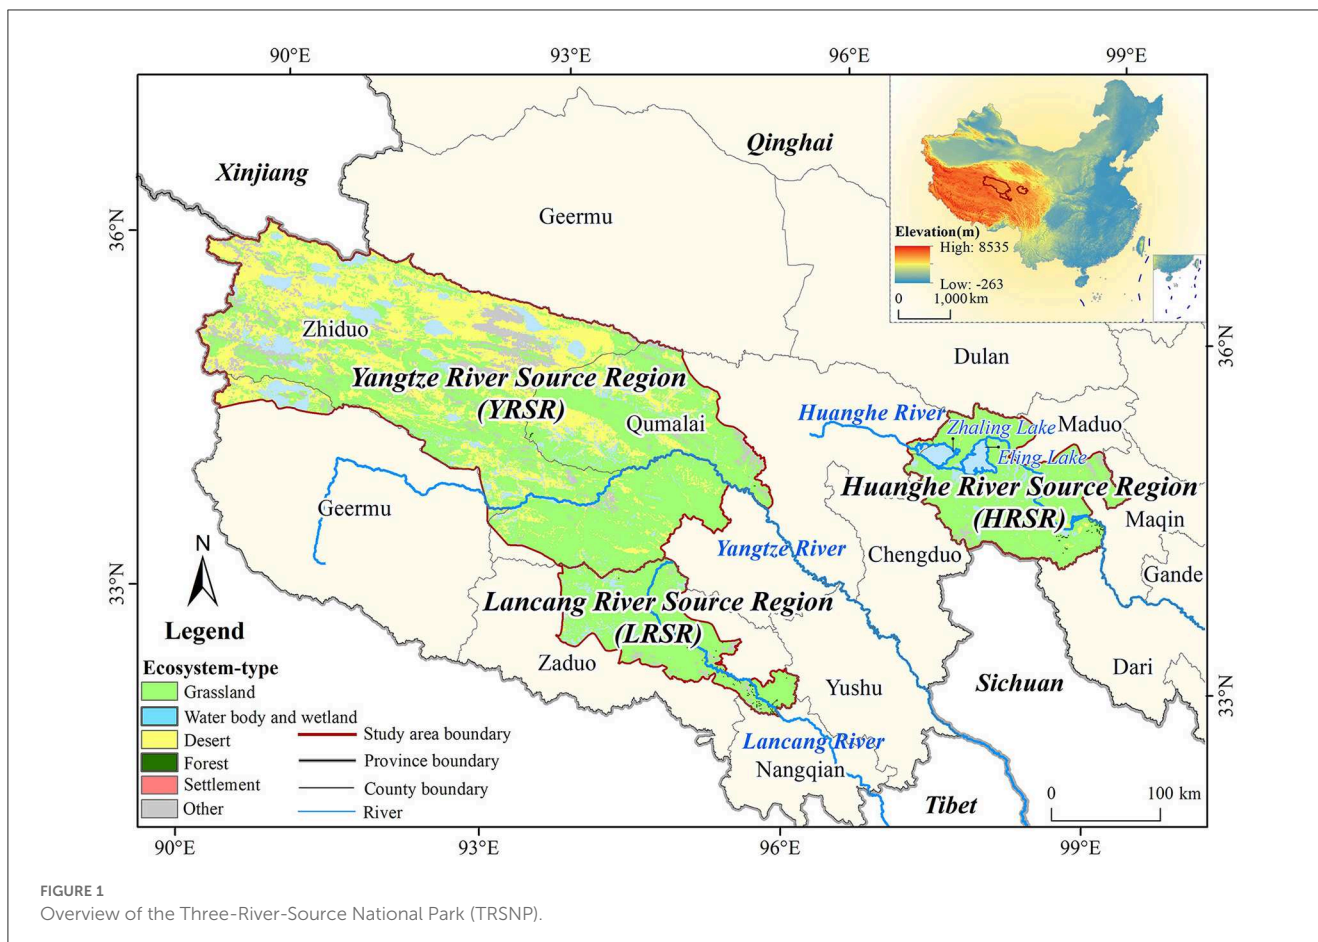 90°E
93°E
96°E
99°E
Qinghai
Xinjiang
Geermu
36°N
Elevation(m)
High: 8535
Low: -263
0
1,000 km
36°N
Zhiduo
Dulan
Yangtze River Source Region
(YRSR)
Qumalai
Huanghe River
Zhaling Lake
Maduo
Eling Lake
Huanghe River Source Region
(HRSR)
Geermu
Maqin
Yangtze River
Chengduo
Gande
33°N
N
Lancang River Source Region
(LRSR)
Legend
Zaduo
Yushu
Sichuan
Dari
33°N
Ecosystem-type
Grassland
Water body and wetland
Desert
Forest
Settlement
Other
Study area boundary
Province boundary
County boundary
River
Lancang River
Nangqian
Tibet
0
100 km
90°E
93°E
96°E
99°E
FIGURE 1
Overview of the Three-River-Source National Park (TRSNP).